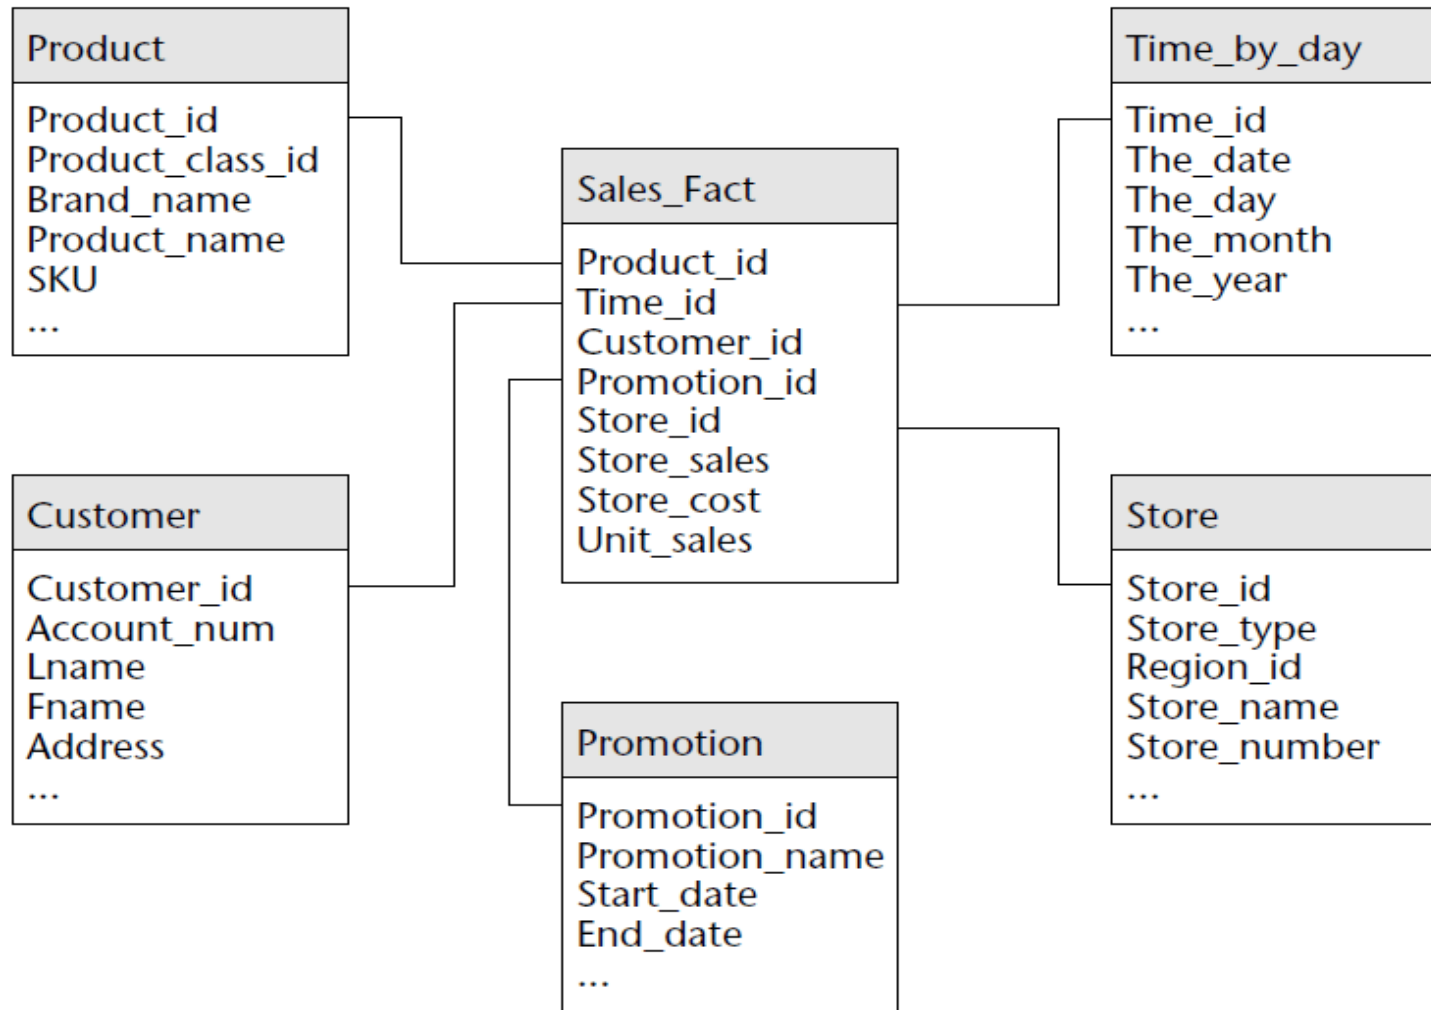 Product
Product_id
Product_class_id
Brand_name
Product_name
SKU
...
Time_by_day
Time_id
The_date
The_day
The_month
The_year
...
Sales_Fact
Product_id
Time_id
Customer_id
Promotion_id
Store_id
Store_sales
Store_cost
Unit_sales
Customer
Customer_id
Account_num
Lname
Fname
Address
...
Store
Store_id
Store_type
Region_id
Store_name
Store_number
...
Promotion
Promotion_id
Promotion_name
Start_date
End_date
...